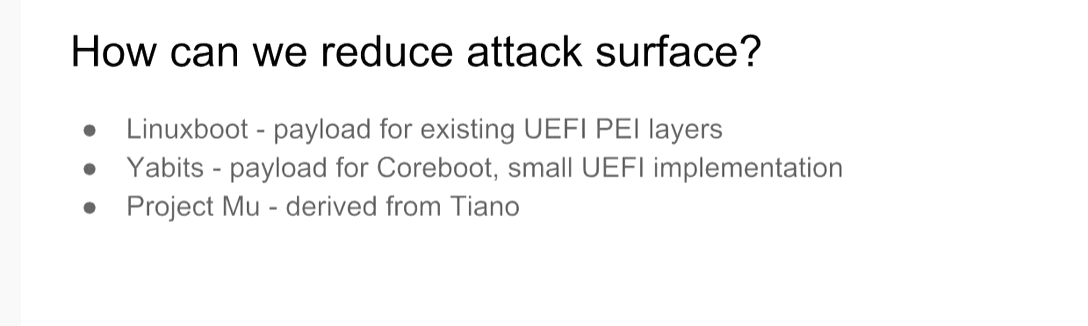 How can we reduce attack surface?
● Linuxboot - payload for existing UEFI PEI layers
● Yabits - payload for Coreboot, small UEFI implementation
● Project Mu - derived from Tiano